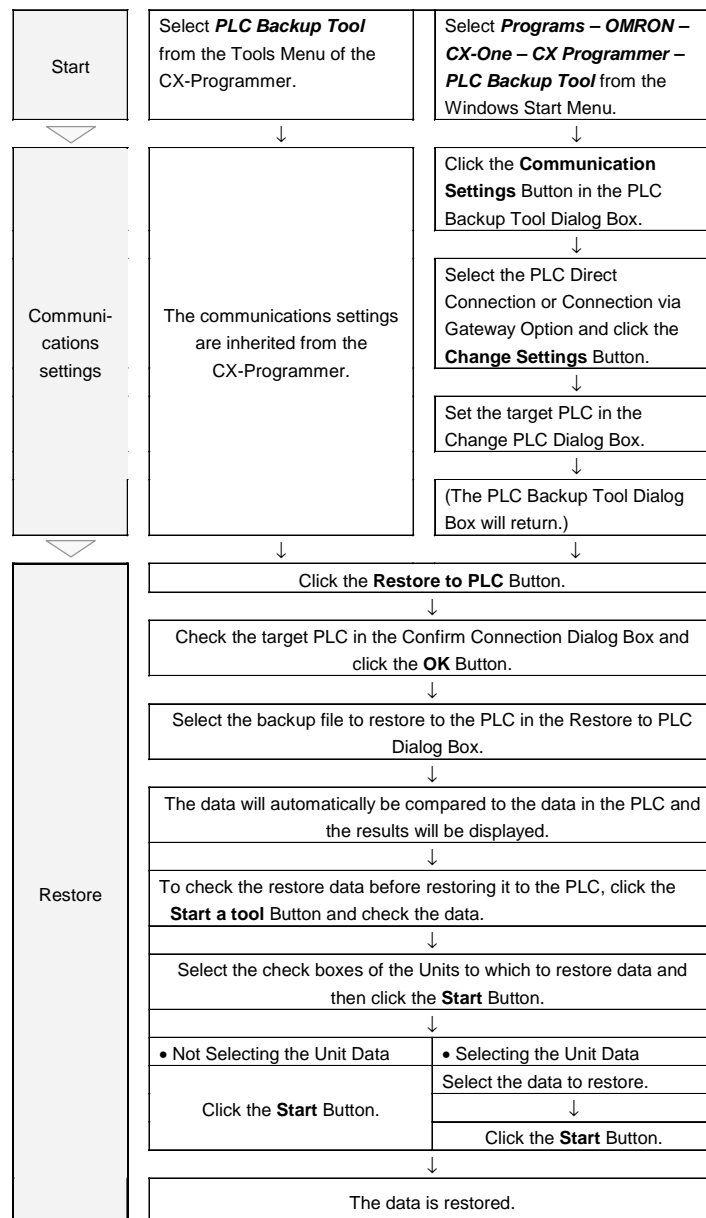 Start
Select PLC Backup Tool
from the Tools Menu of the
CX-Programmer.
Select Programs – OMRON –
CX-One – CX Programmer –
PLC Backup Tool from the
Windows Start Menu.
↓
↓
Communi-
cations
settings
The communications settings
are inherited from the
CX-Programmer.
Click the Communication
Settings Button in the PLC
Backup Tool Dialog Box.
↓
Select the PLC Direct
Connection or Connection via
Gateway Option and click the
Change Settings Button.
↓
Set the target PLC in the
Change PLC Dialog Box.
↓
(The PLC Backup Tool Dialog
Box will return.)
↓
↓
Restore
Click the Restore to PLC Button.
↓
Check the target PLC in the Confirm Connection Dialog Box and
click the OK Button.
↓
Select the backup file to restore to the PLC in the Restore to PLC
Dialog Box.
↓
The data will automatically be compared to the data in the PLC and
the results will be displayed.
↓
To check the restore data before restoring it to the PLC, click the
Start a tool Button and check the data.
↓
Select the check boxes of the Units to which to restore data and
then click the Start Button.
↓
• Not Selecting the Unit Data
Click the Start Button.
• Selecting the Unit Data
Select the data to restore.
↓
Click the Start Button.
↓
The data is restored.